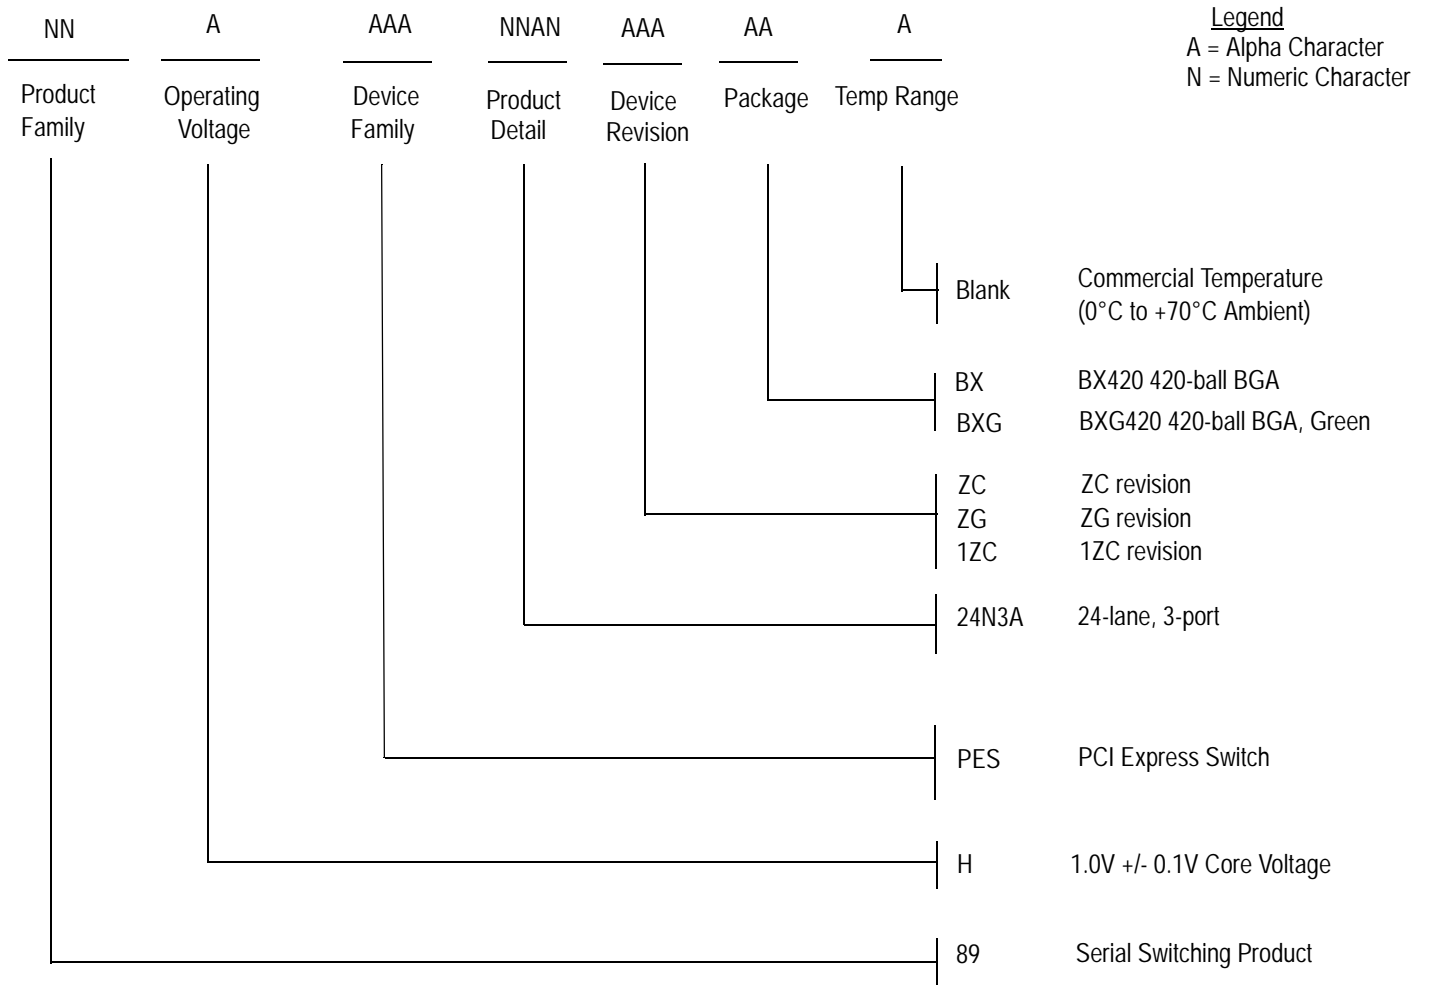 NN A AAA NNAN AAA AA A
Legend
A = Alpha Character
N = Numeric Character
Product
Family
Operating
Voltage
Device
Family
Product
Detail
Device
Revision
Package
Temp Range
Blank Commercial Temperature
(0°C to +70°C Ambient)
BX BX420 420-ball BGA
BXG BXG420 420-ball BGA, Green
ZC ZC revision
ZG ZG revision
1ZC 1ZC revision
24N3A 24-lane, 3-port
PES PCI Express Switch
H 1.0V +/- 0.1V Core Voltage
89 Serial Switching Product